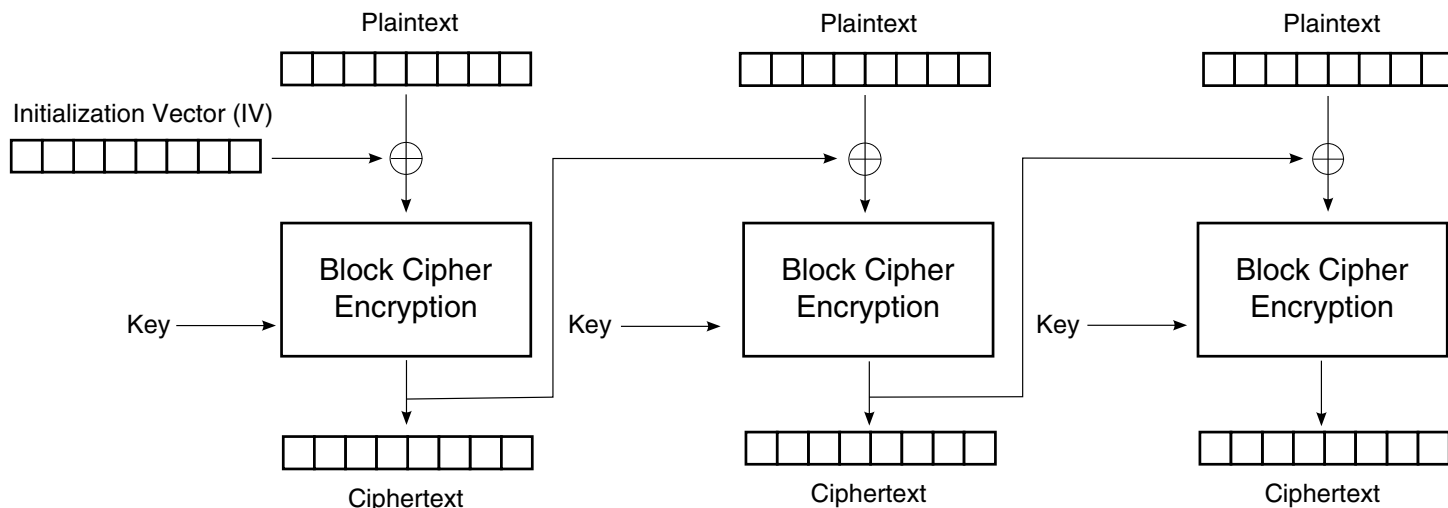 Plaintext
Plaintext
Plaintext
Initialization Vector (IV)
Block Cipher
Encryption
Block Cipher
Encryption
Block Cipher
Encryption
Key
Key
Key
Ciphertext
Ciphertext
Ciphertext